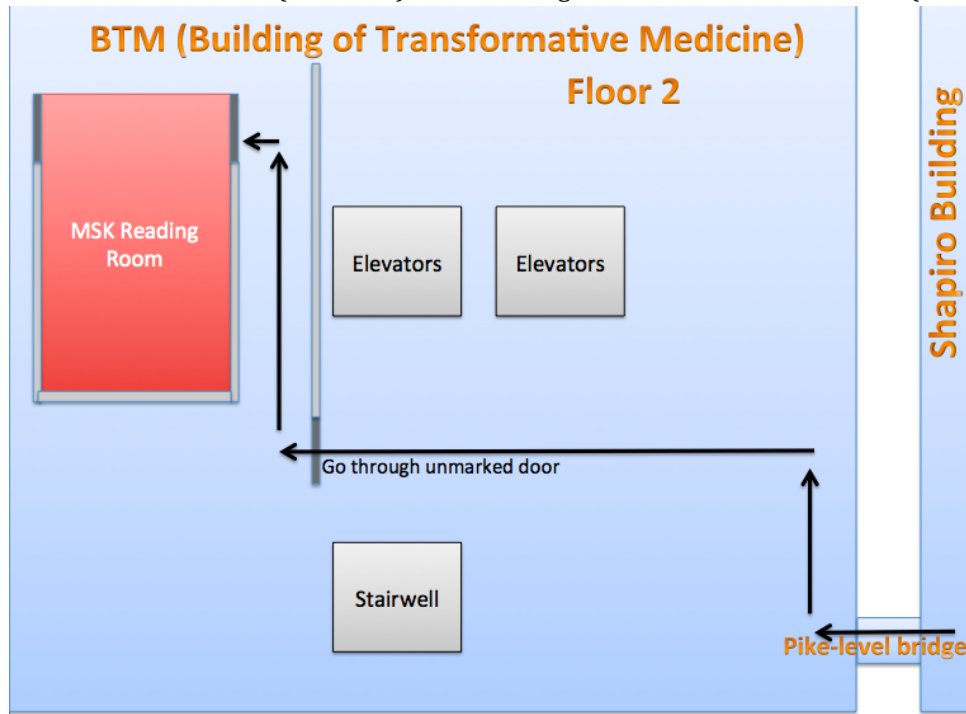 BTM (Building of Transformative Medicine)
Floor 2
Shapiro Building
MSK Reading
Room
Elevators
Elevators
Go through unmarked door
Stairwell
Pike-level bridge